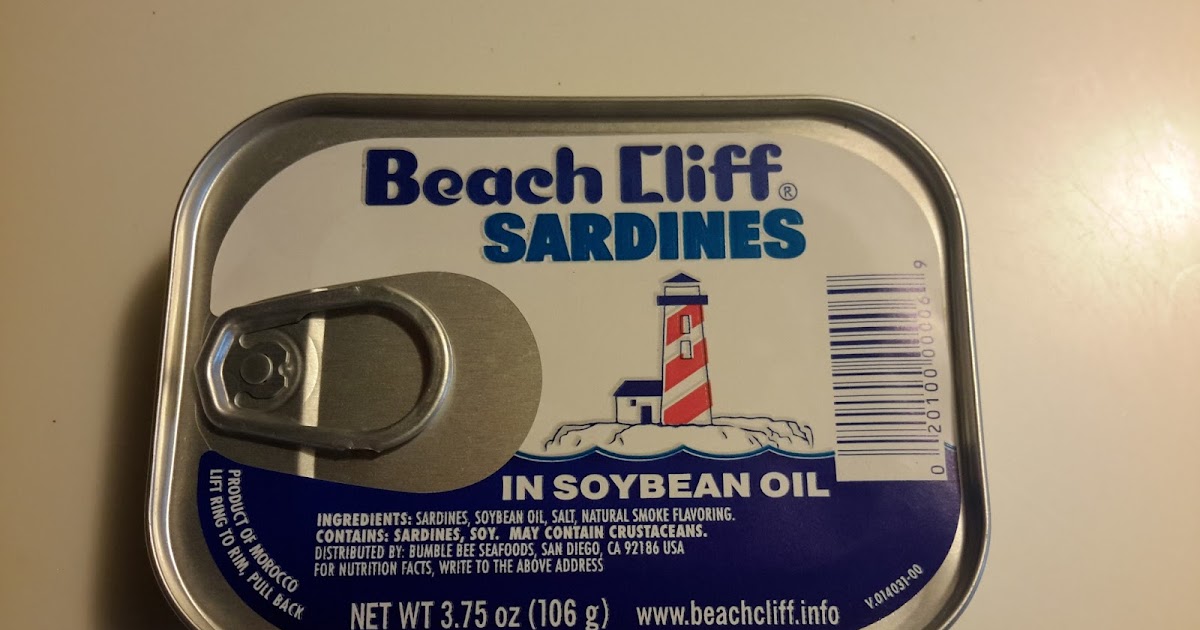 Beach Cliff®
SARDINES
IN SOYBEAN OIL
INGREDIENTS: SARDINES, SOYBEAN OIL, SALT, NATURAL SMOKE FLAVORING.
CONTAINS: SARDINES, SOY. MAY CONTAIN CRUSTACEANS.
DISTRIBUTED BY: BUMBLE BEE SEAFOODS, SAN DIEGO, CA 92186 USA
FOR NUTRITION FACTS, WRITE TO THE ABOVE ADDRESS
NET WT 3.75 oz (106 g) www.beachcliff.info
PRODUCT OF MOROCCO
LIFT RING TO RIM, PULL BACK
V.014031-00